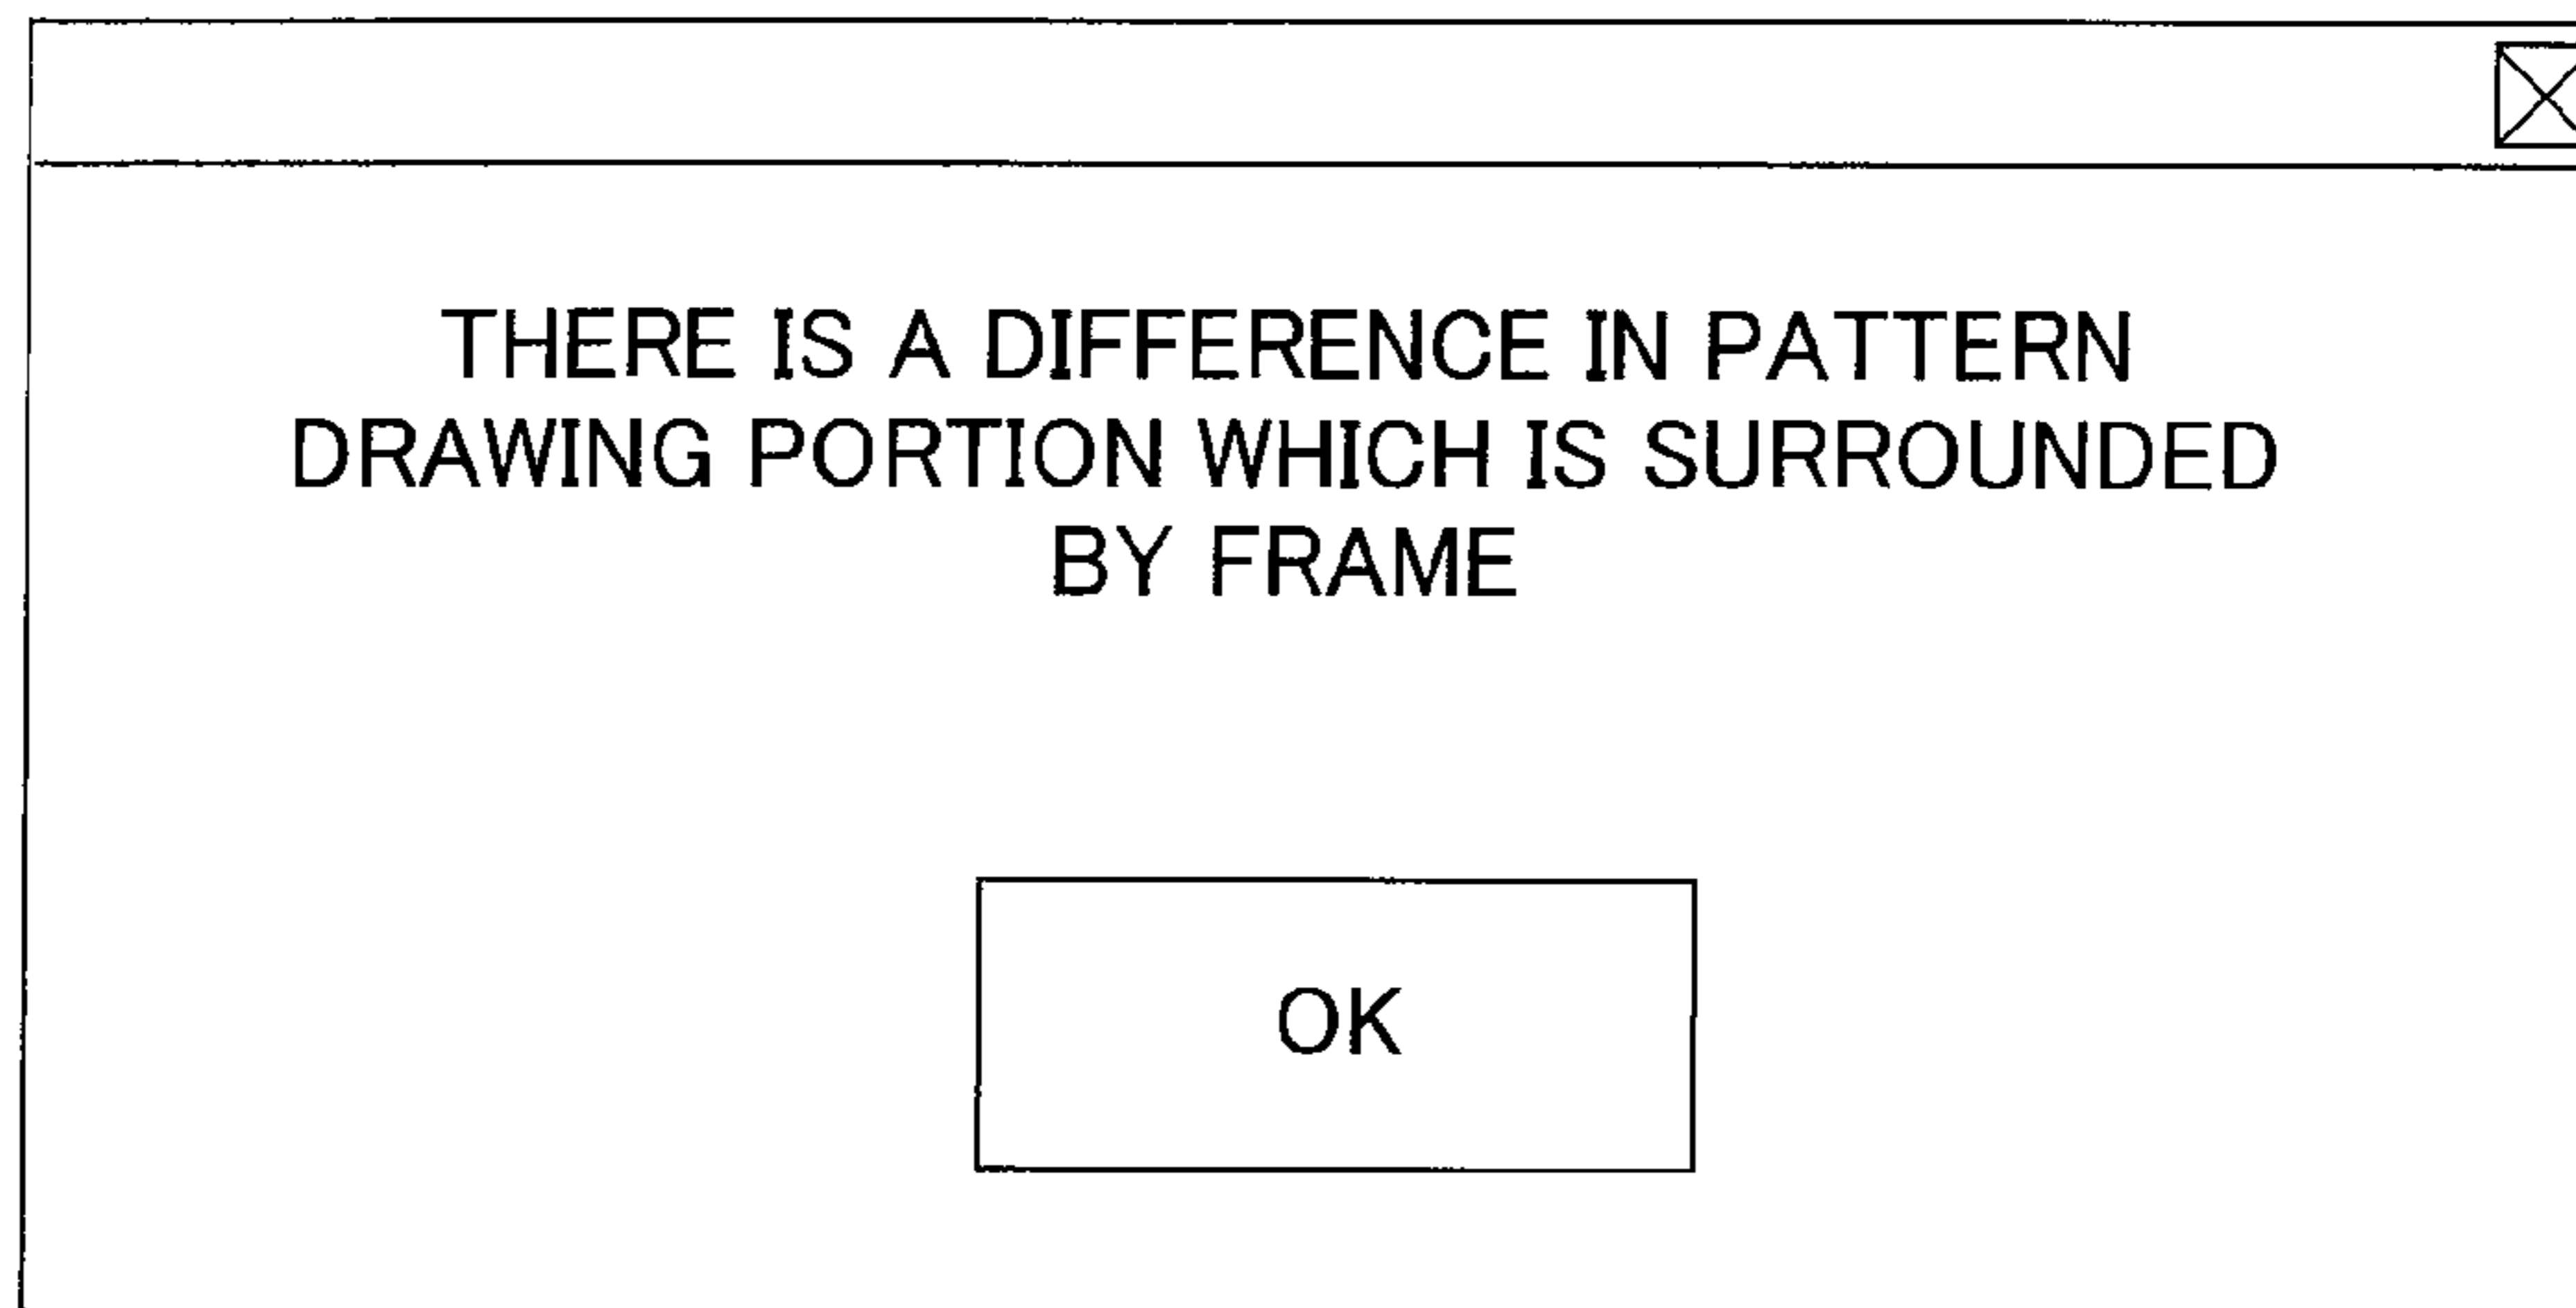 THERE IS A DIFFERENCE IN PATTERN
DRAWING PORTION WHICH IS SURROUNDED
BY FRAME
OK